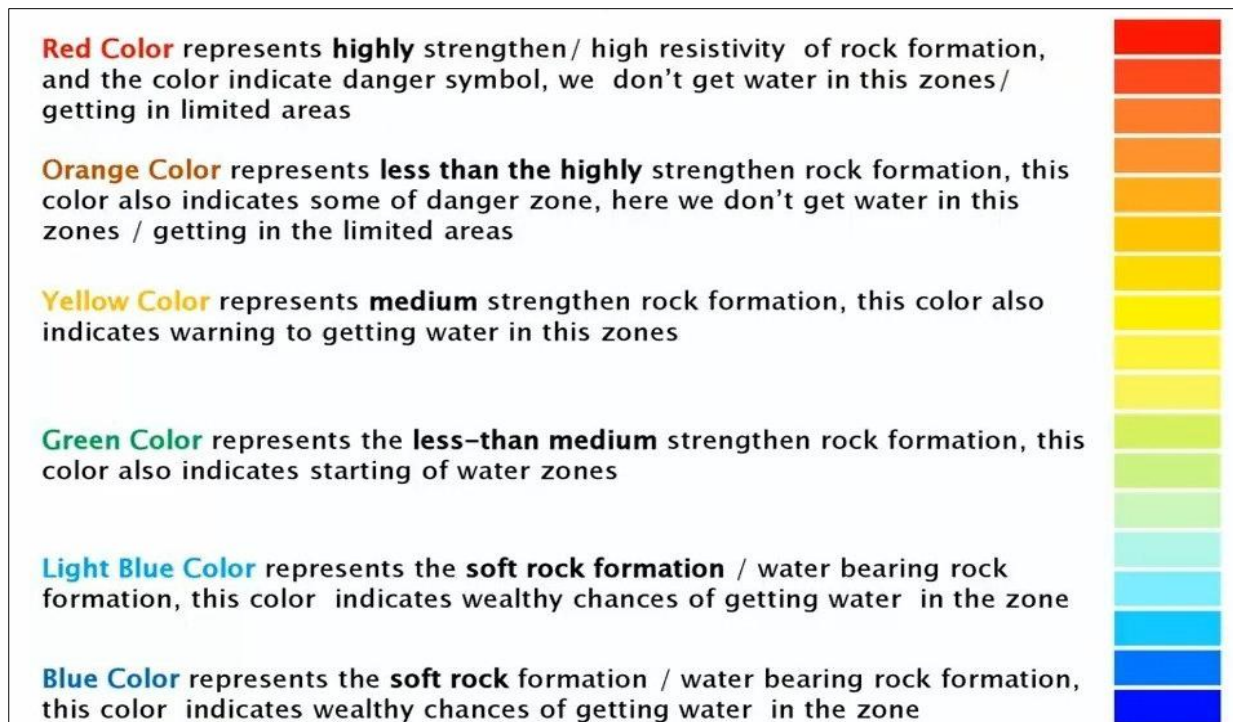 Red Color represents highly strengthen/ high resistivity of rock formation,
and the color indicate danger symbol, we don't get water in this zones/
getting in limited areas
Orange Color represents less than the highly strengthen rock formation, this
color also indicates some of danger zone, here we don't get water in this
zones / getting in the limited areas
Yellow Color represents medium strengthen rock formation, this color also
indicates warning to getting water in this zones
Green Color represents the less-than medium strengthen rock formation, this
color also indicates starting of water zones
Light Blue Color represents the soft rock formation / water bearing rock
formation, this color indicates wealthy chances of getting water in the zone
Blue Color represents the soft rock formation / water bearing rock formation,
this color indicates wealthy chances of getting water in the zone